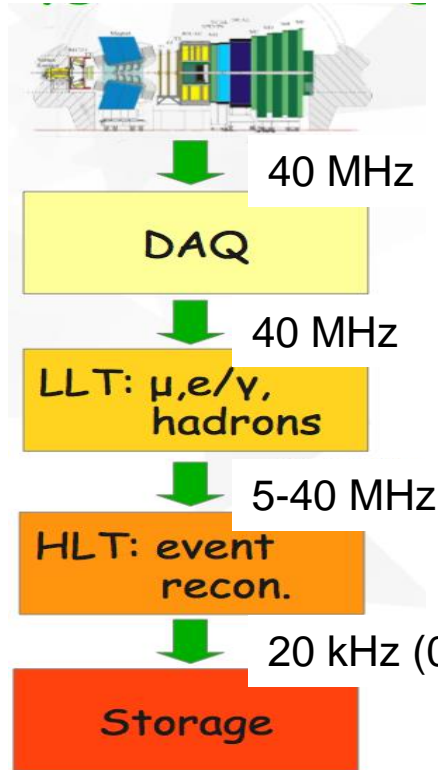 40 MHz
DAQ
40 MHz
LLT: μ,e/γ,
hadrons
5-40 MHz
HLT: event
recon.
20 kHz (0
Storage